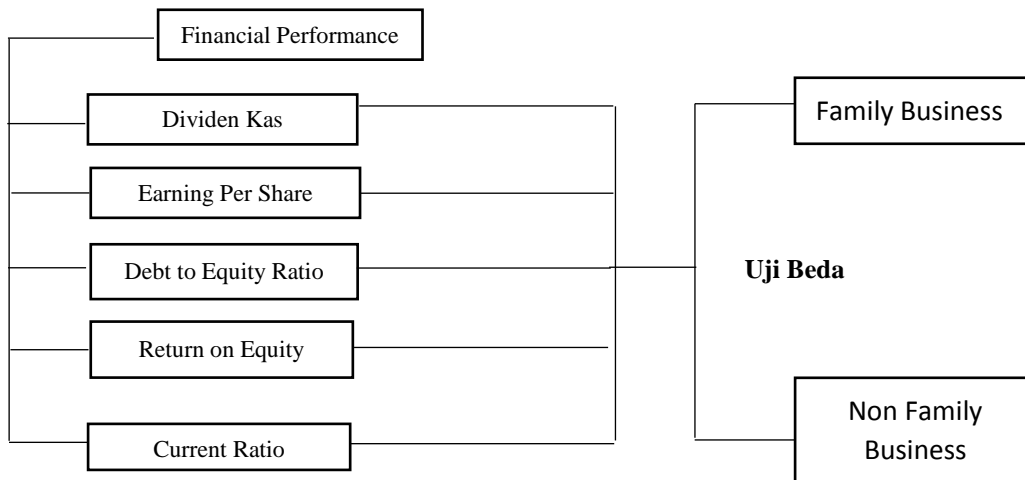 Financial Performance
Dividen Kas
Earning Per Share
Debt to Equity Ratio
Return on Equity
Current Ratio
Family Business
Uji Beda
Non Family
Business